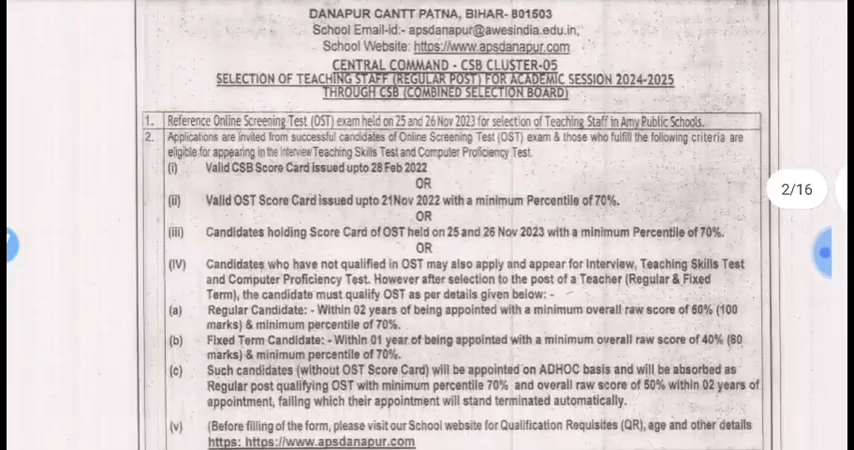 DANAPUR CANTT PATNA, BIHAR- 801503
School Email-id:- apsdanapur@awesindia.edu.in,
School Website: https://www.apsdanapur.com
CENTRAL COMMAND - CSB CLUSTER-05
SELECTION OF TEACHING STAFF (REGULAR POST) FOR ACADEMIC SESSION 2024-2025
THROUGH CSB (COMBINED SELECTION BOARD)
1. Reference Online Screening Test (OST) exam held on 25 and 26 Nov 2023 for selection of Teaching Staff in Amy Public Schools.
2. Applications are invited from successful candidates of Online Screening Test (OST) exam & those who fulfill the following criteria are
eligible for appearing in the Interview Teaching Skills Test and Computer Proficiency Test.
(i) Valid CSB Score Card issued upto 28 Feb 2022
OR
(ii) Valid OST Score Card issued upto 21 Nov 2022 with a minimum Percentile of 70%.
OR
(iii) Candidates holding Score Card of OST held on 25 and 26 Nov 2023 with a minimum Percentile of 70%.
OR
(IV) Candidates who have not qualified in OST may also apply and appear for Interview, Teaching Skills Test
and Computer Proficiency Test. However after selection to the post of a Teacher (Regular & Fixed
Term), the candidate must qualify OST as per details given below: -
(a) Regular Candidate: - Within 02 years of being appointed with a minimum overall raw score of 50% (100
marks) & minimum percentile of 70%.
(b) Fixed Term Candidate: - Within 01 year of being appointed with a minimum overall raw score of 40% (80
marks) & minimum percentile of 70%.
(c) Such candidates (without OST Score Card) will be appointed on ADHOC basis and will be absorbed as
Regular post qualifying OST with minimum percentile 70% and overall raw score of 50% within 02 years of
appointment, failing which their appointment will stand terminated automatically.
(v) (Before filling of the form, please visit our School website for Qualification Requisites (QR), age and other details
https: https://www.apsdanapur.com
2/16